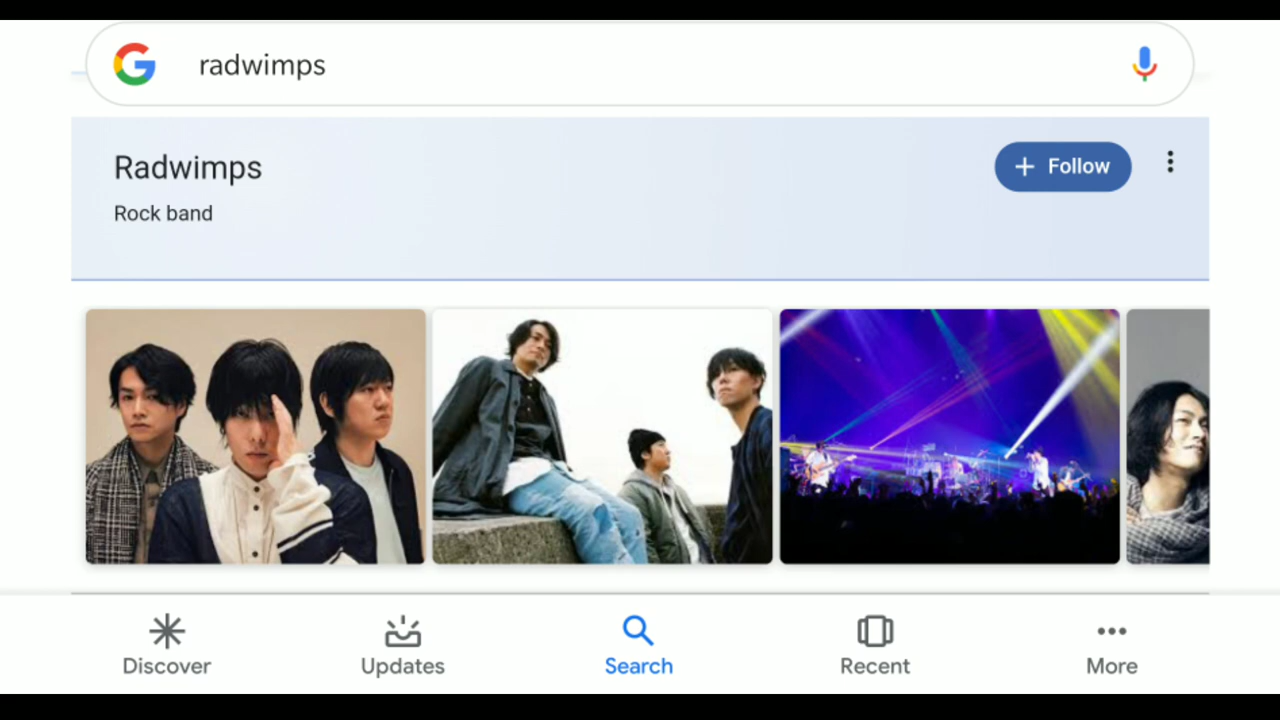 radwimps
Radwimps
Follow
Rock band
Discover
Updates
Search
Recent
More